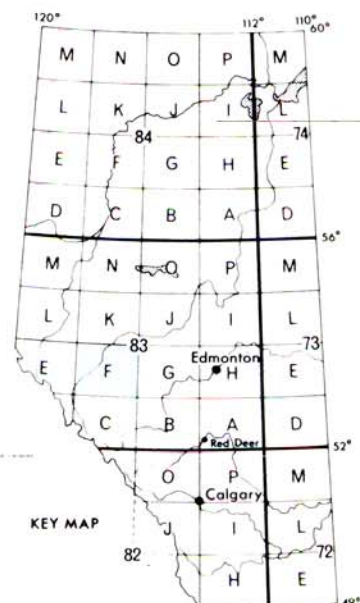 120° 112° 110°
60°
M N O P M
L K J I L
84 74
E F G H E
D C B A D
56°
M N O P M
L K J I L
83 73
Edmonton
E F G H E
C B A D
Red Deer
52°
O P M
Calgary
KEY MAP J I L
82 72
H E
49°